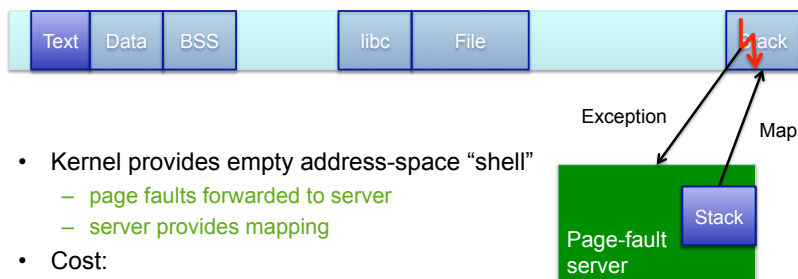 Text Data BSS libc File Stack
Exception
Map
• Kernel provides empty address-space “shell”
– page faults forwarded to server
– server provides mapping
• Cost:
Stack
Page-fault
server